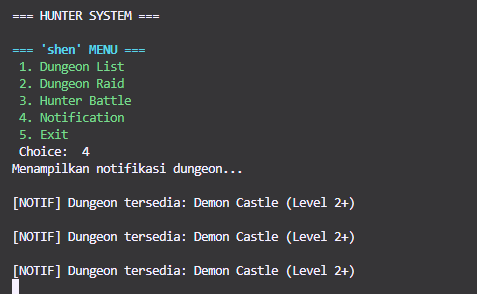 === HUNTER SYSTEM ===
=== 'shen' MENU ===
1. Dungeon List
2. Dungeon Raid
3. Hunter Battle
4. Notification
5. Exit
Choice:  4
Menampilkan notifikasi dungeon...
[NOTIF] Dungeon tersedia: Demon Castle (Level 2+)
[NOTIF] Dungeon tersedia: Demon Castle (Level 2+)
[NOTIF] Dungeon tersedia: Demon Castle (Level 2+)